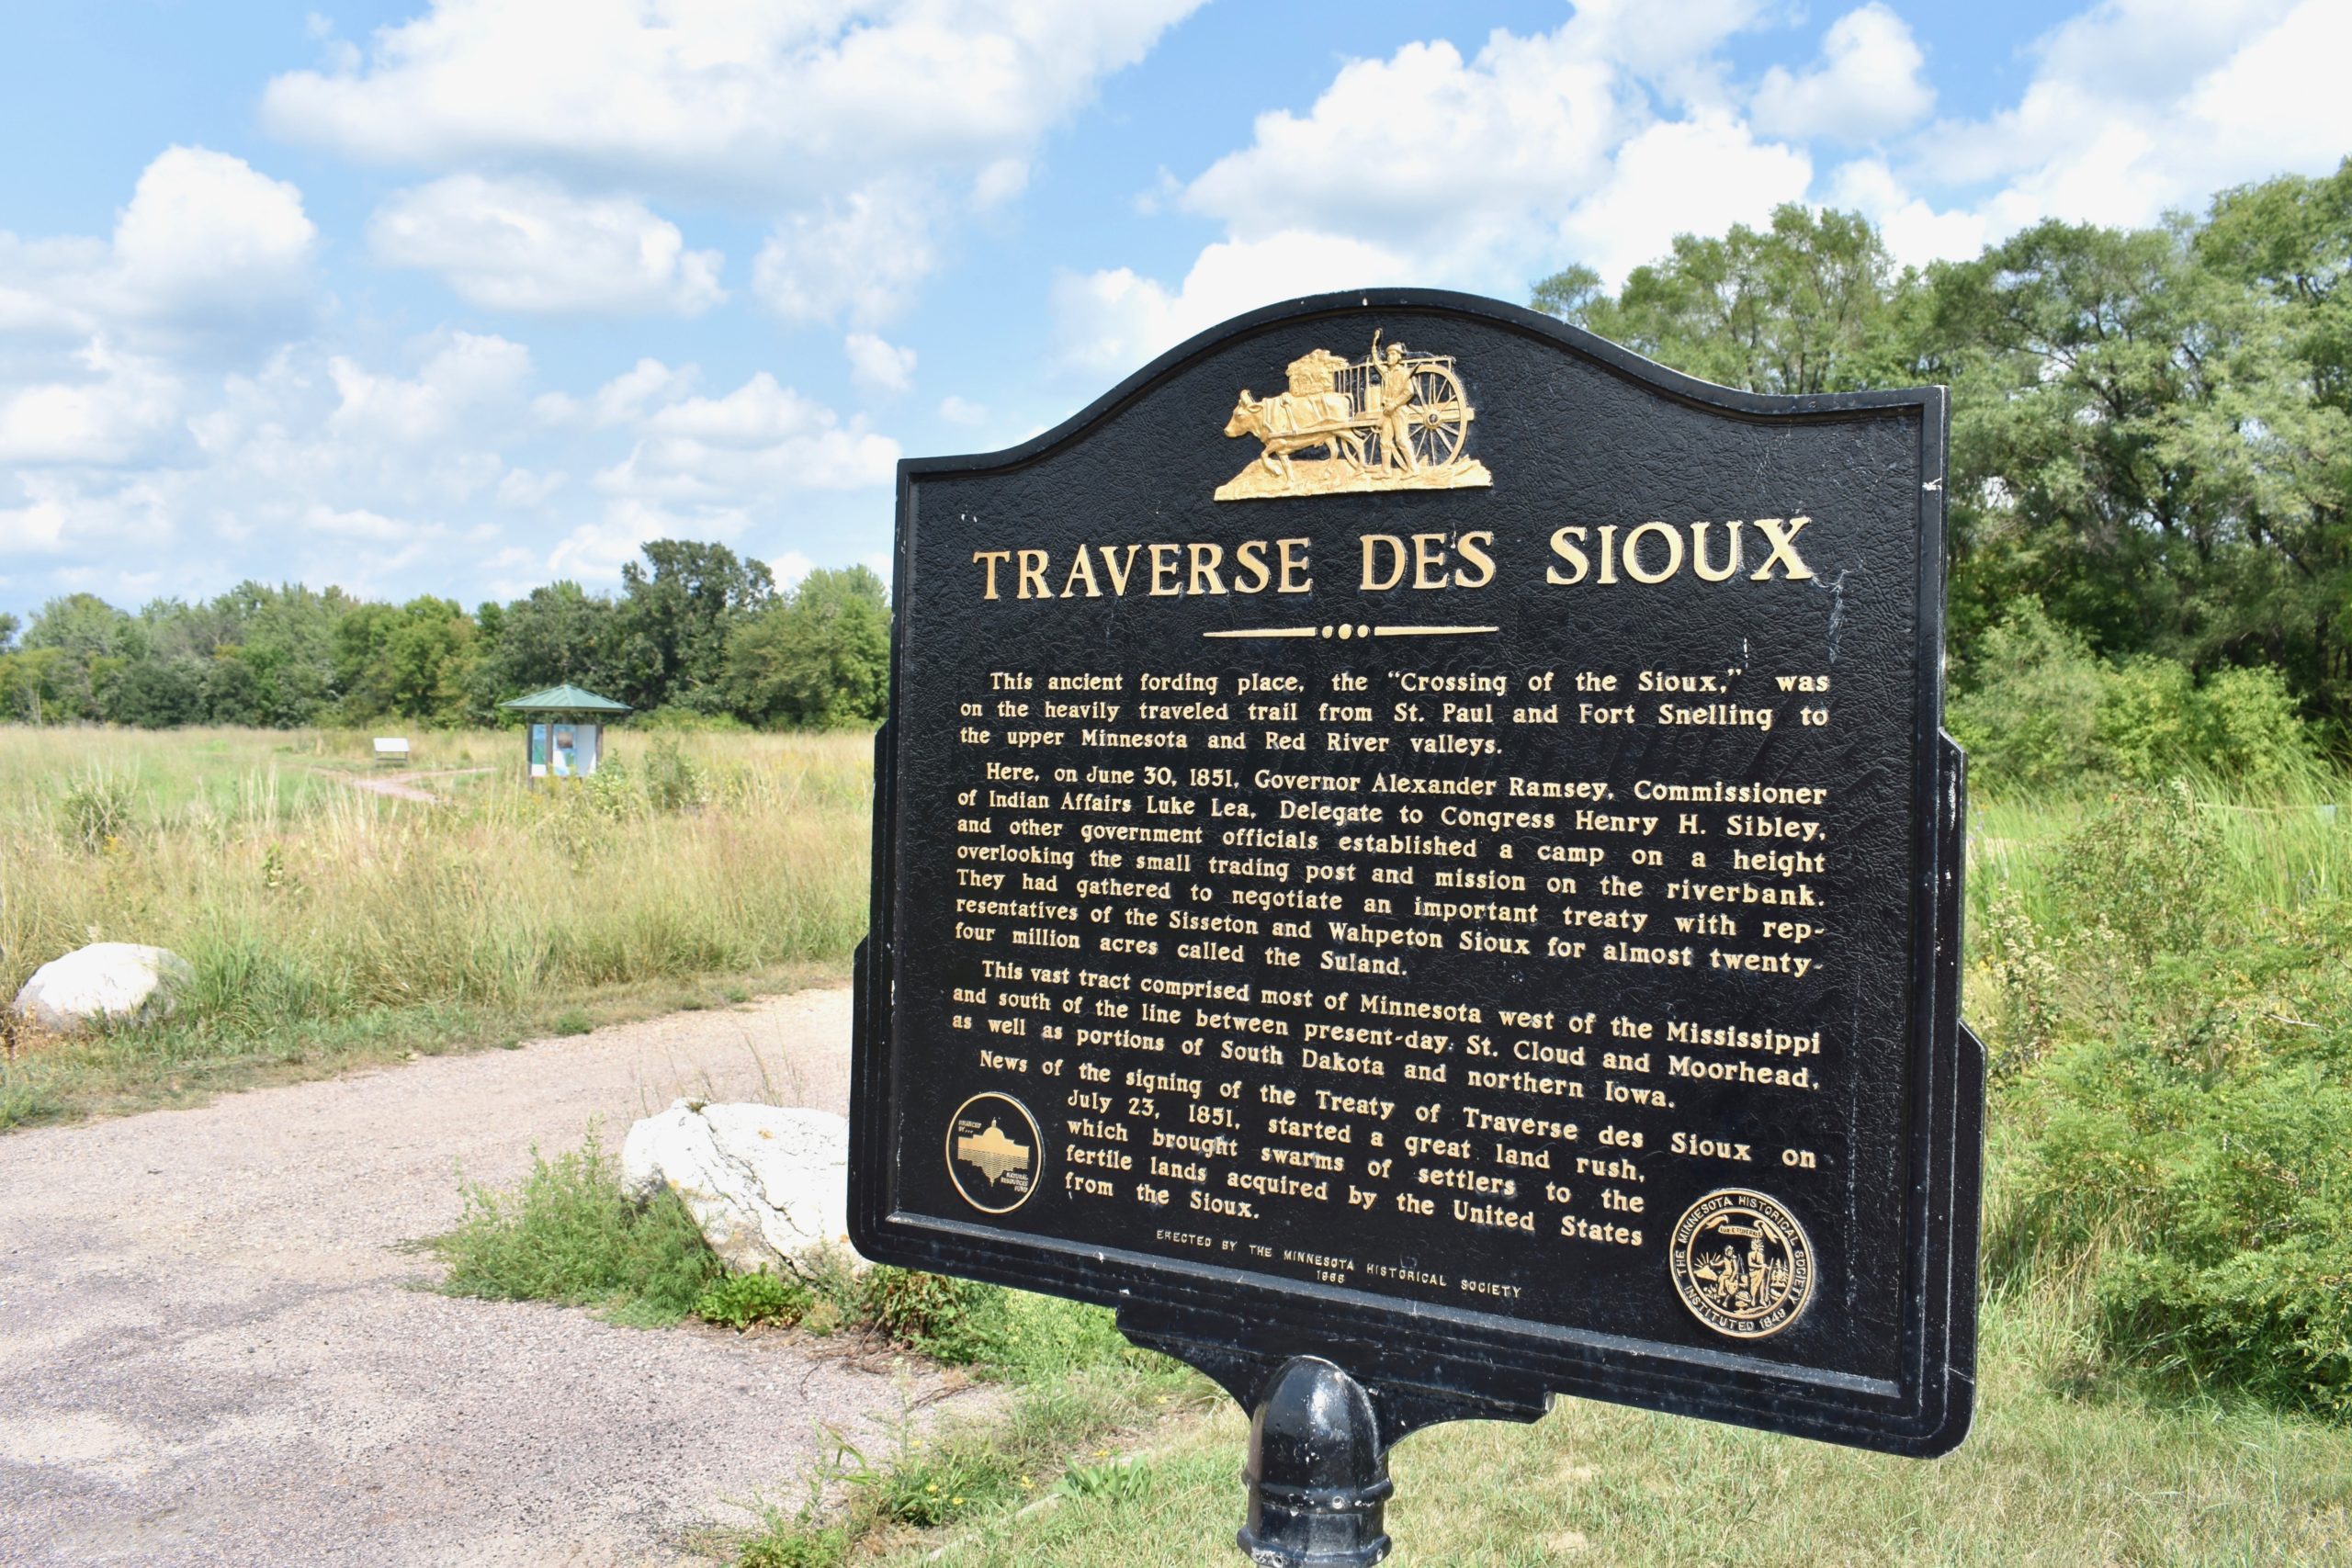 TRAVERSE DES SIOUX
This ancient fording place, the “Crossing of the Sioux,” was
on the heavily traveled trail from St. Paul and Fort Snelling to
the upper Minnesota and Red River valleys.
Here, on June 30, 1851, Governor Alexander Ramsey, Commissioner
of Indian Affairs Luke Lea, Delegate to Congress Henry H. Sibley,
and other government officials established a camp on a height
overlooking the small trading post and mission on the riverbank.
They had gathered to negotiate an important treaty with rep-
resentatives of the Sisseton and Wahpeton Sioux for almost twenty-
four million acres called the Suland.
This vast tract comprised most of Minnesota west of the Mississippi
and south of the line between present-day St. Cloud and Moorhead,
as well as portions of South Dakota and northern Iowa.
News of the signing of the Treaty of Traverse des Sioux on
July 23, 1851, started a great land rush,
which brought swarms of settlers to the
fertile lands acquired by the United States
from the Sioux.
ERECTED BY THE MINNESOTA HISTORICAL SOCIETY
NATURAL
RESOURCES
FUND
THE MINNESOTA HISTORICAL SOCIETY
INSTITUTED 1849